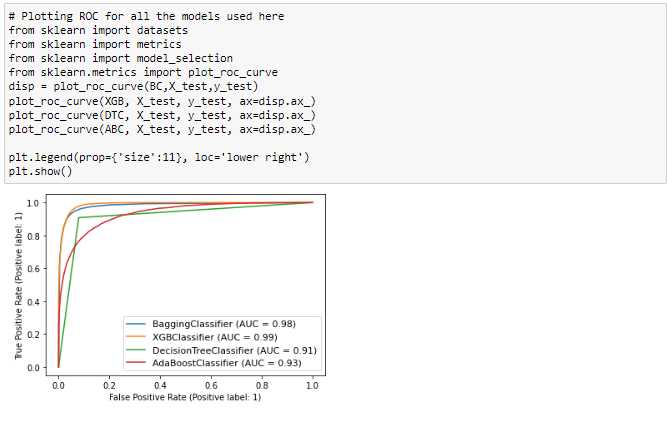 # Plotting ROC for all the models used here
from sklearn import datasets
from sklearn import metrics
from sklearn import model_selection
from sklearn.metrics import plot_roc_curve
disp = plot_roc_curve(BC,X_test,y_test)
plot_roc_curve(XGB, X_test, y_test, ax=disp.ax_)
plot_roc_curve(DTC, X_test, y_test, ax=disp.ax_)
plot_roc_curve(ABC, X_test, y_test, ax=disp.ax_)
plt.legend(prop={'size':11}, loc='lower right')
plt.show()
True Positive Rate (Positive label: 1)
1.0
0.8
0.6
0.4
0.2
0.0
BaggingClassifier (AUC = 0.98)
XGBClassifier (AUC = 0.99)
DecisionTreeClassifier (AUC = 0.91)
AdaBoostClassifier (AUC = 0.93)
0.0 0.2 0.4 0.6 0.8 1.0
False Positive Rate (Positive label: 1)